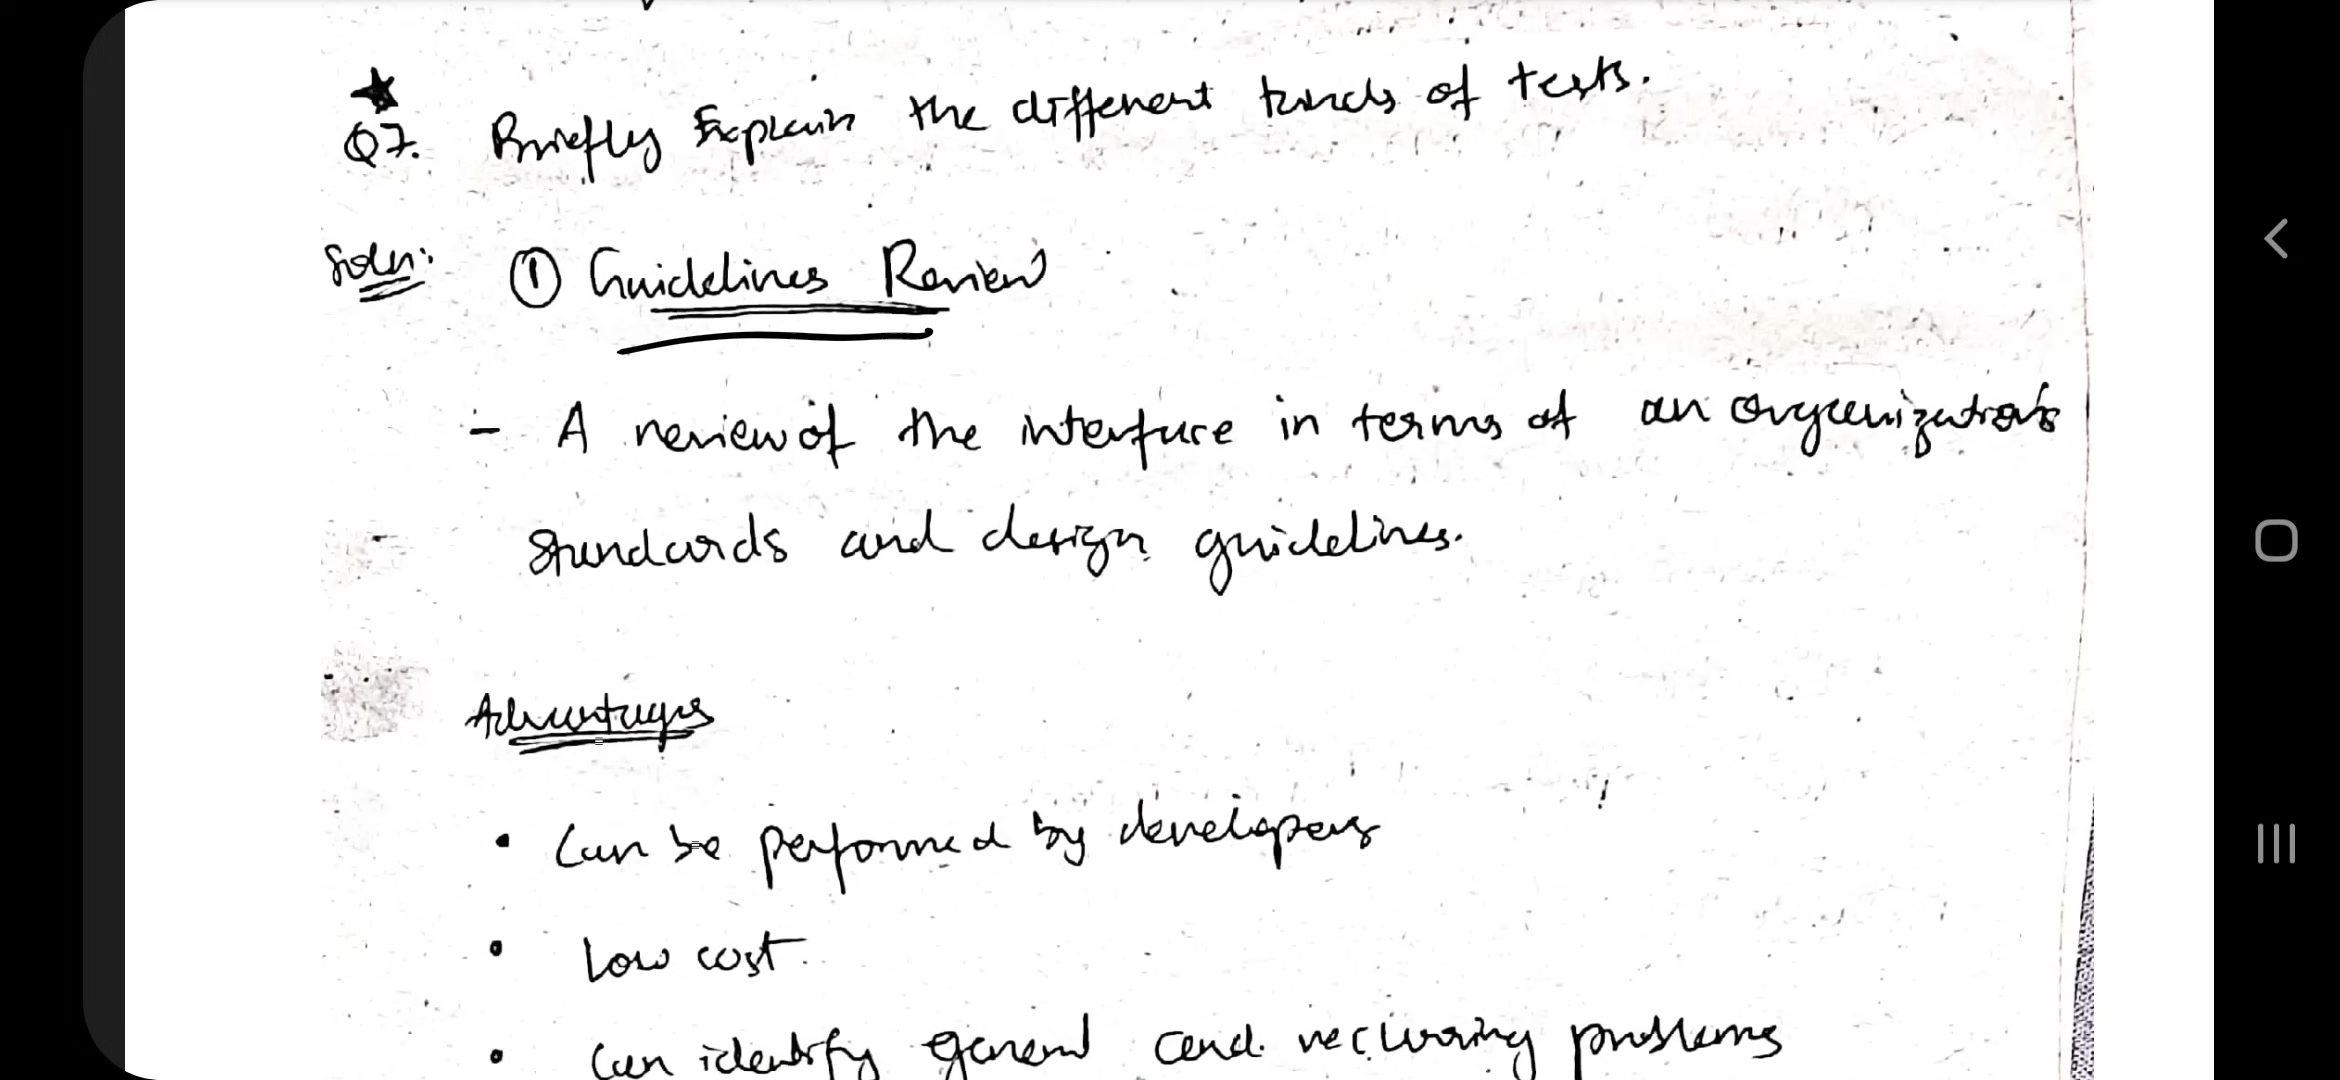 Q7. Briefly Explain the different kinds of tests.
Soln: ① Guidelines Review
- A review of the interface in terms of an organization's
standards and design guidelines.
Advantages
• Can be performed by developers
• Low cost.
• Can identify general and recurring problems